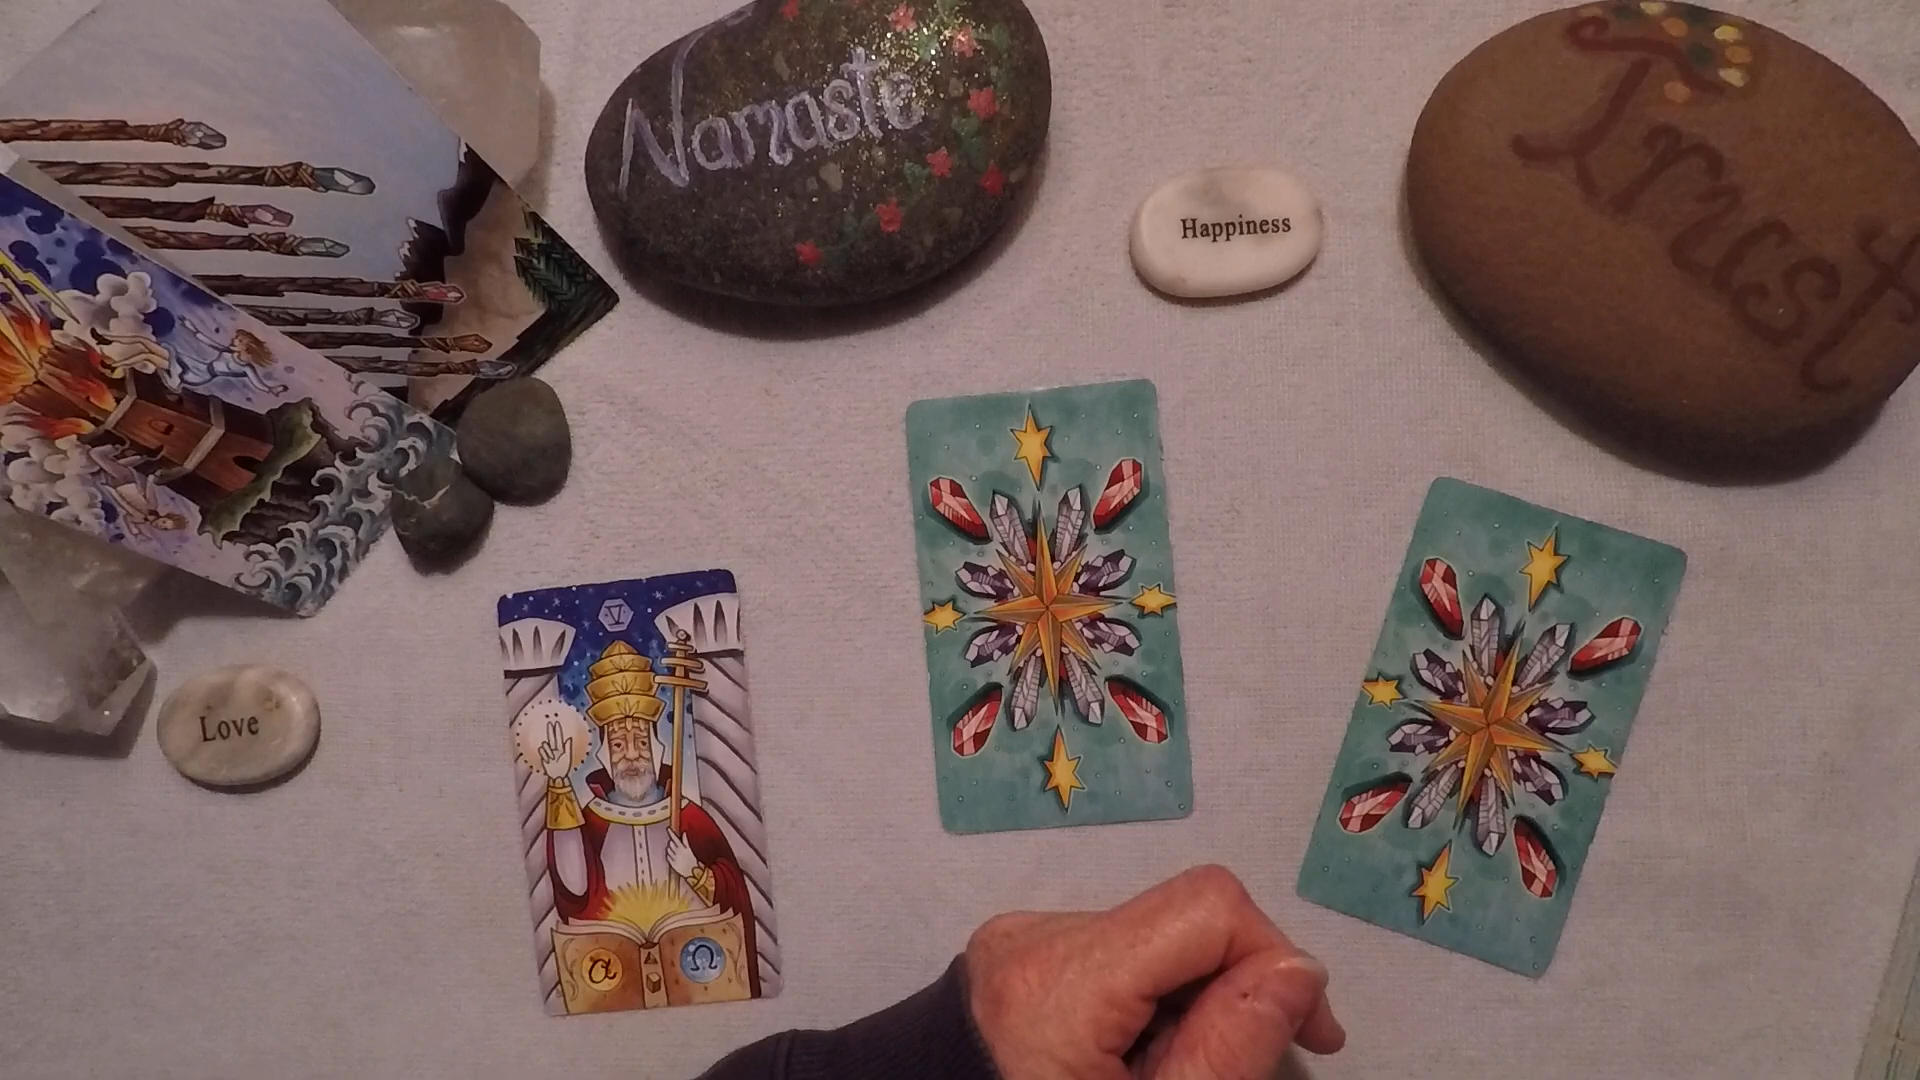 Namaste
Happiness
Trust
Love
V
α
Ω